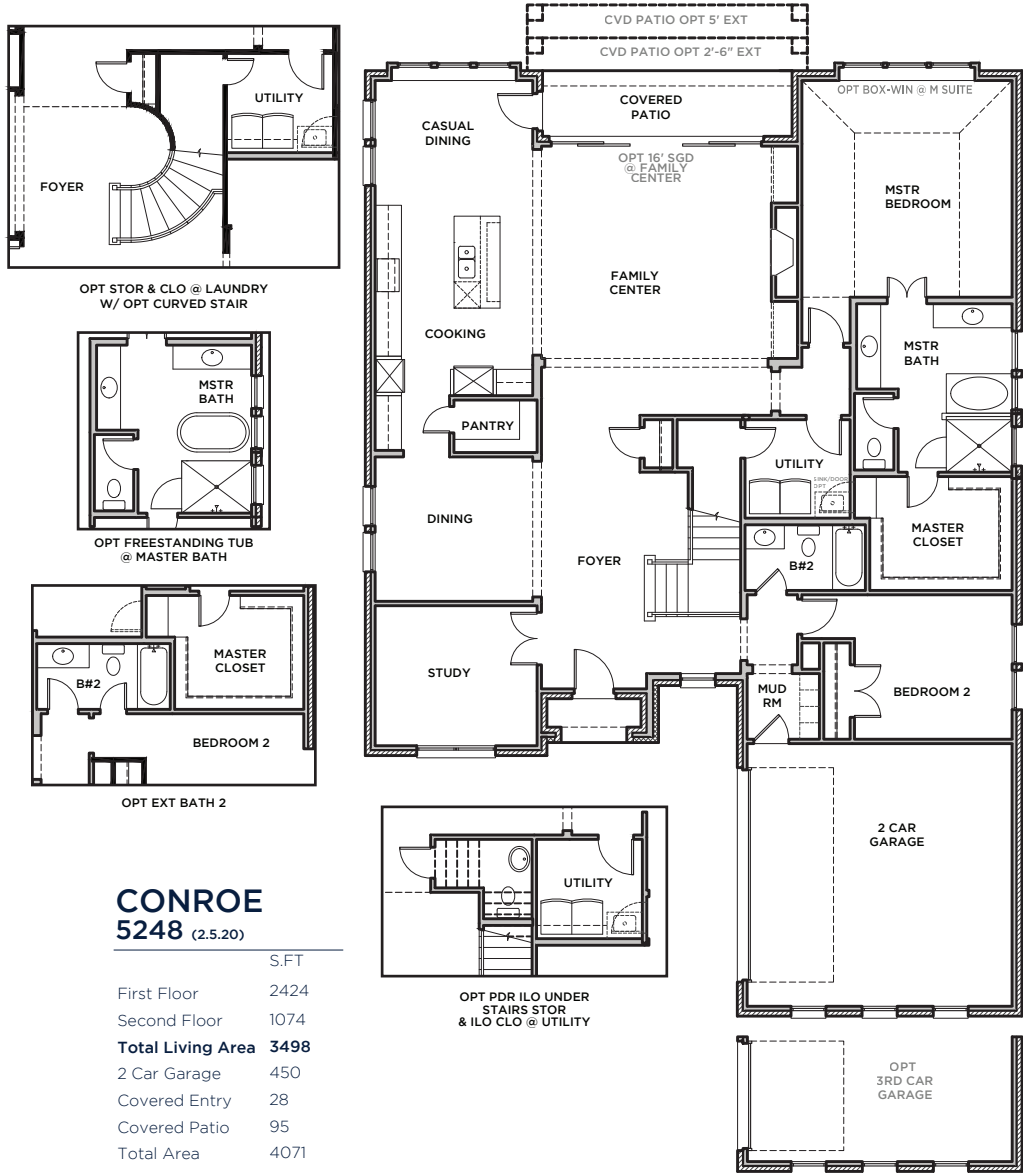 CVD PATIO OPT 5' EXT
CVD PATIO OPT 2'-6" EXT
UTILITY
FOYER
OPT STOR & CLO @ LAUNDRY
W/ OPT CURVED STAIR
MSTR
BATH
OPT FREESTANDING TUB
@ MASTER BATH
MASTER
CLOSET
B#2
BEDROOM 2
OPT EXT BATH 2
CASUAL
DINING
COVERED
PATIO
OPT BOX-WIN @ M SUITE
OPT 16' SGD
@ FAMILY
CENTER
MSTR
BEDROOM
FAMILY
CENTER
COOKING
MSTR
BATH
PANTRY
UTILITY
SINK/DOOR
OPT
DINING
MASTER
CLOSET
FOYER
B#2
STUDY
MUD
RM
BEDROOM 2
2 CAR
GARAGE
UTILITY
OPT PDR ILO UNDER
STAIRS STOR
& ILO CLO @ UTILITY
OPT
3RD CAR
GARAGE
CONROE
5248 (2.5.20)
S.FT
First Floor 2424
Second Floor 1074
Total Living Area 3498
2 Car Garage 450
Covered Entry 28
Covered Patio 95
Total Area 4071